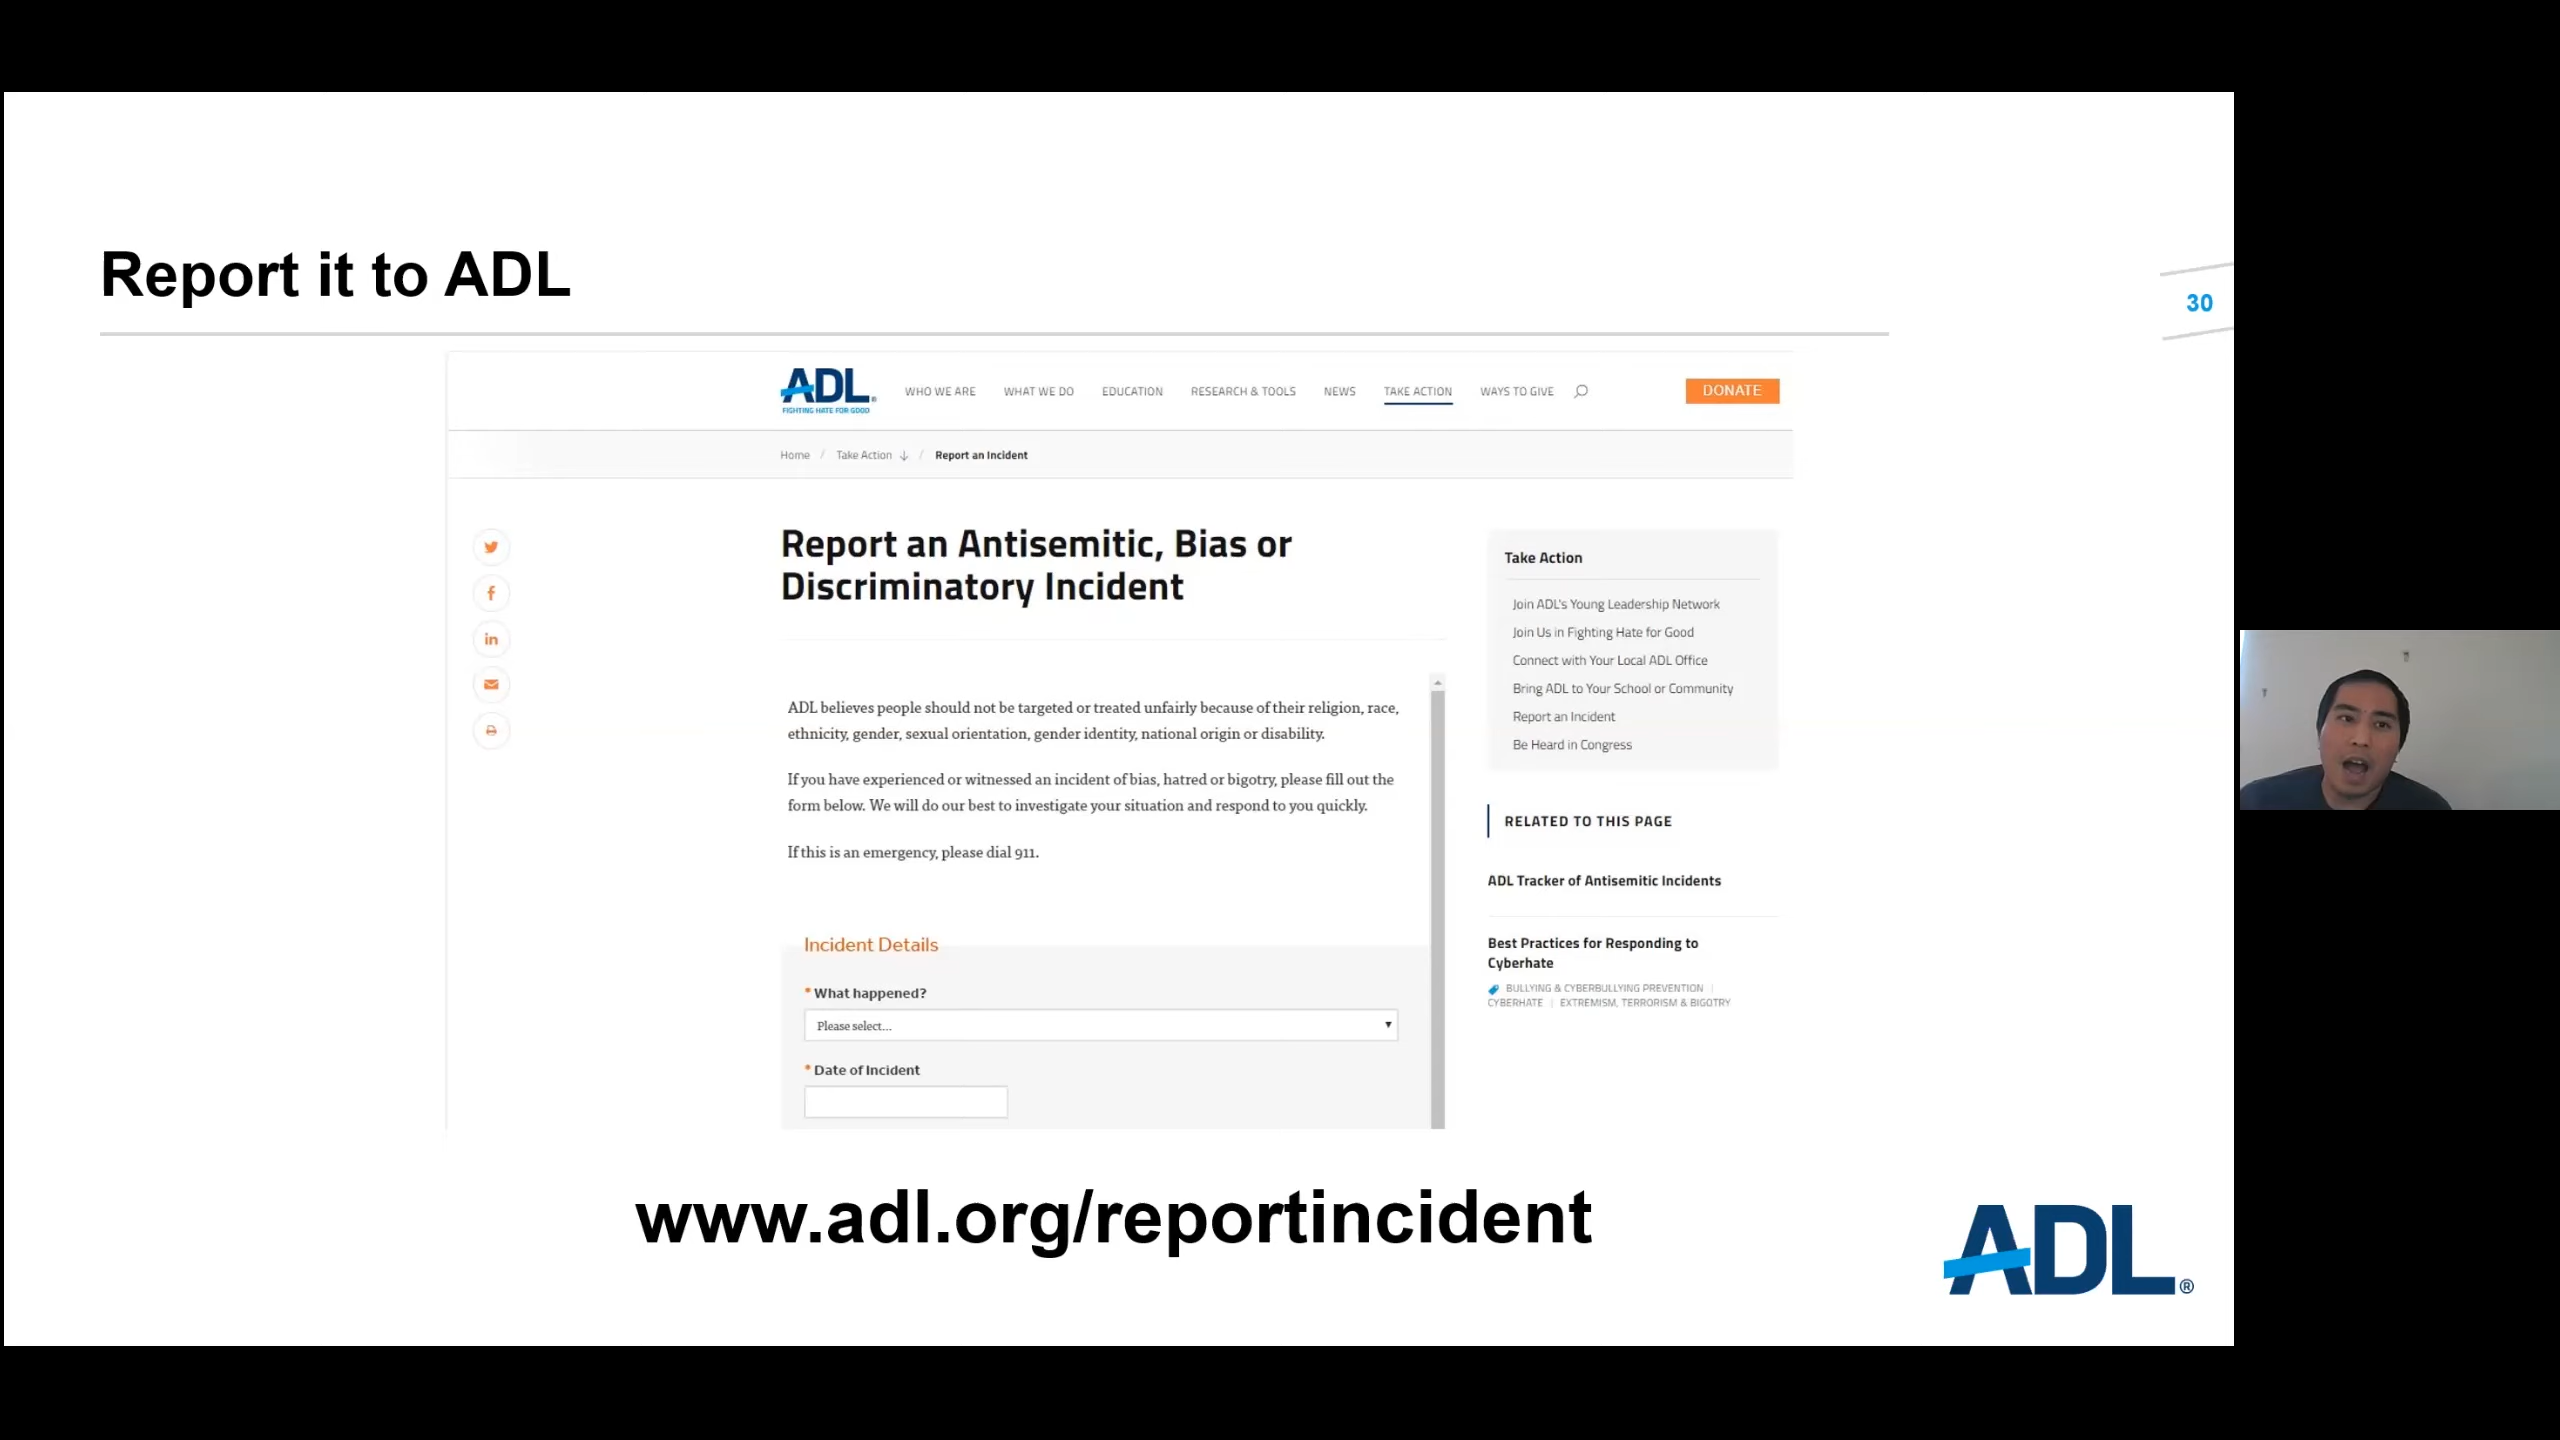 Report it to ADL
30
ADL®
FIGHTING HATE FOR GOOD
WHO WE ARE
WHAT WE DO
EDUCATION
RESEARCH & TOOLS
NEWS
TAKE ACTION
WAYS TO GIVE
DONATE
Home / Take Action / Report an Incident
Report an Antisemitic, Bias or
Discriminatory Incident
ADL believes people should not be targeted or treated unfairly because of their religion, race,
ethnicity, gender, sexual orientation, gender identity, national origin or disability.
If you have experienced or witnessed an incident of bias, hatred or bigotry, please fill out the
form below. We will do our best to investigate your situation and respond to you quickly.
If this is an emergency, please dial 911.
Incident Details
* What happened?
Please select...
* Date of Incident
Take Action
Join ADL's Young Leadership Network
Join Us in Fighting Hate for Good
Connect with Your Local ADL Office
Bring ADL to Your School or Community
Report an Incident
Be Heard in Congress
RELATED TO THIS PAGE
ADL Tracker of Antisemitic Incidents
Best Practices for Responding to
Cyberhate
BULLYING & CYBERBULLYING PREVENTION |
CYBERHATE | EXTREMISM, TERRORISM & BIGOTRY
www.adl.org/reportincident
ADL®